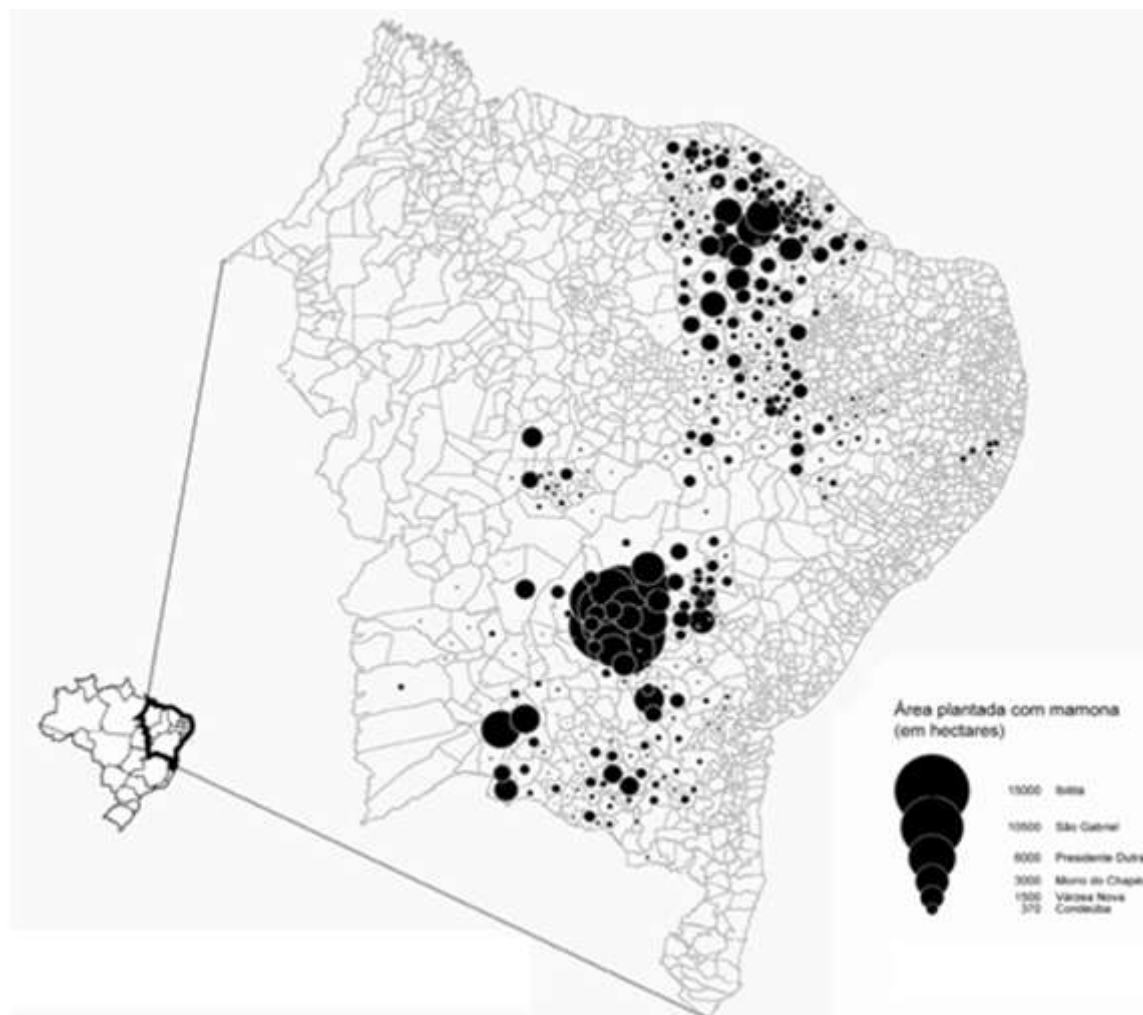 Área plantada com mamona
(em hectares)
15000 Ibititá
10500 São Gabriel
6000 Presidente Dutra
3000 Morro do Chapéu
1500 Várzea Nova
370 Condeúba